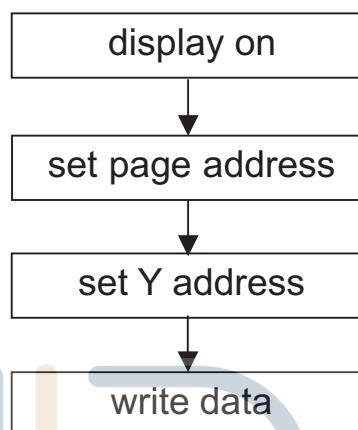 display on
set page address
set Y address
write data